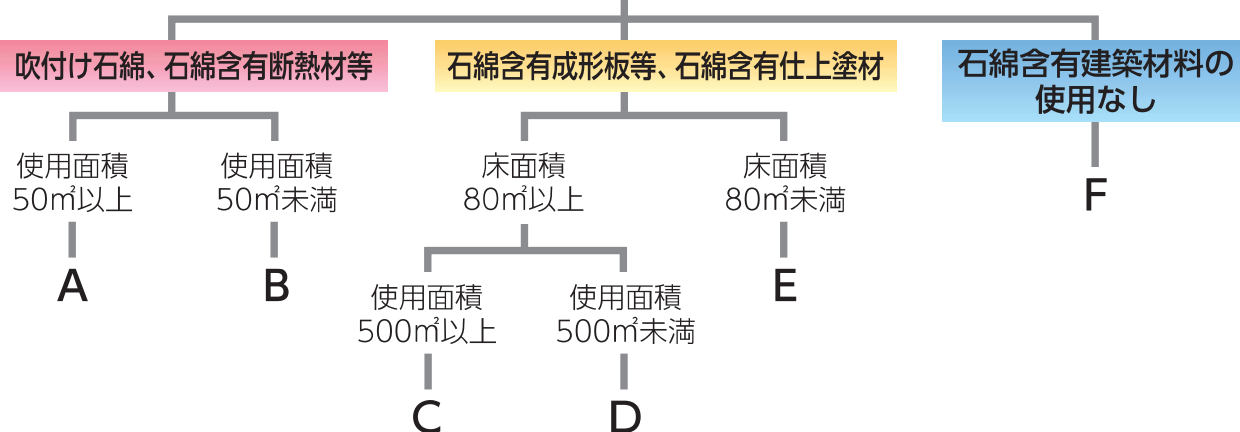 吹付け石綿、石綿含有断熱材等
石綿含有成形板等、石綿含有仕上塗材
石綿含有建築材料の
使用なし
使用面積
50㎡以上
使用面積
50㎡未満
床面積
80㎡以上
床面積
80㎡未満
F
A
B
使用面積
500㎡以上
使用面積
500㎡未満
E
C
D